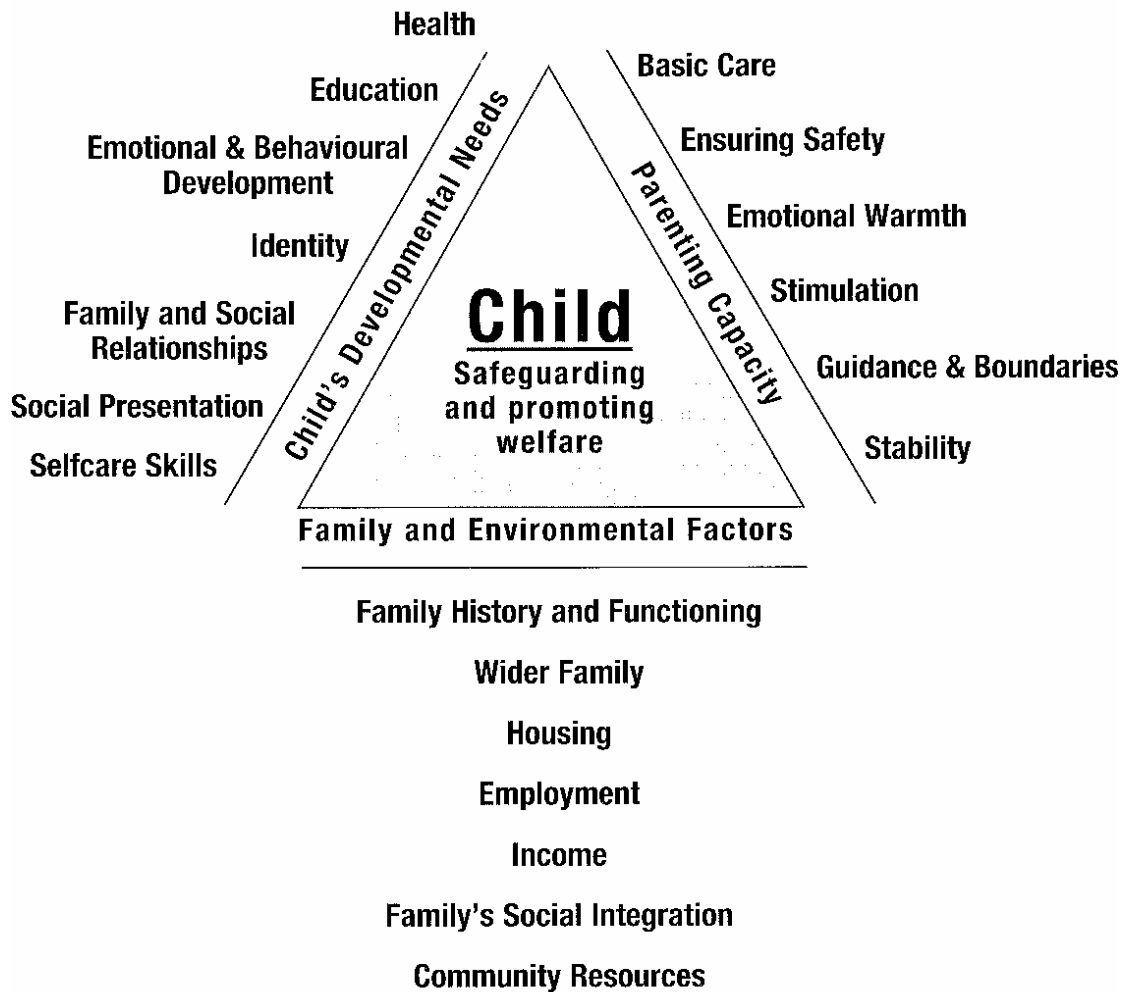 Health
Education
Emotional & Behavioural
Development
Identity
Family and Social
Relationships
Social Presentation
Selfcare Skills
Child's Developmental Needs
Basic Care
Ensuring Safety
Emotional Warmth
Stimulation
Guidance & Boundaries
Stability
Parenting Capacity
Child
Safeguarding
and promoting
welfare
Family and Environmental Factors
Family History and Functioning
Wider Family
Housing
Employment
Income
Family's Social Integration
Community Resources